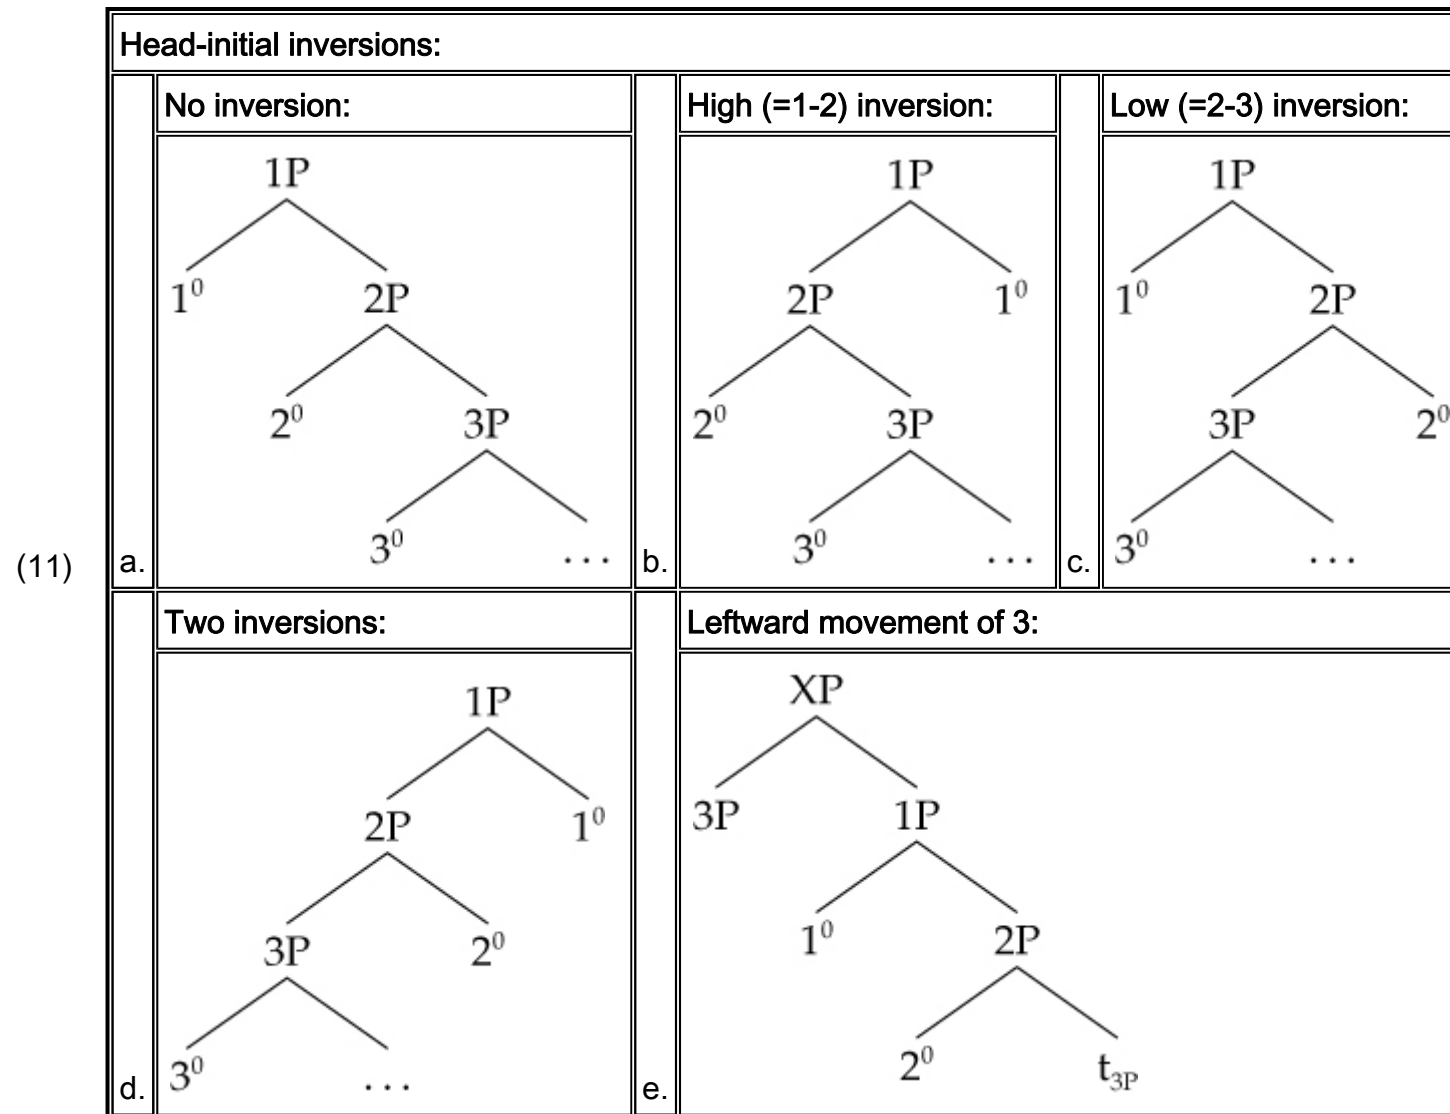 Head-initial inversions:
No inversion: High (=1-2) inversion: Low (=2-3) inversion:
1P 1P 1P
1⁰ 2P 2P 1⁰ 1⁰ 2P
2⁰ 3P 2⁰ 3P 3P 2⁰
(11) a. 3⁰ ... b. 3⁰ ... c. 3⁰ ...
Two inversions: Leftward movement of 3:
1P XP
2P 1⁰ 3P 1P
3P 2⁰ 1⁰ 2P
d. 3⁰ ... e. 2⁰ t₃P